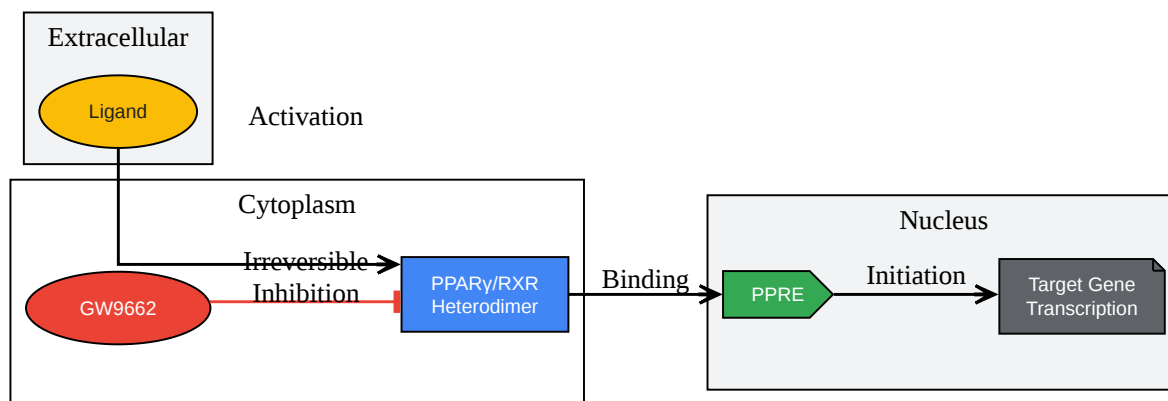 Extracellular
Ligand
Activation
Cytoplasm
Irreversible
Inhibition
GW9662
PPARγ/RXR
Heterodimer
Binding
Nucleus
PPRE
Initiation
Target Gene
Transcription